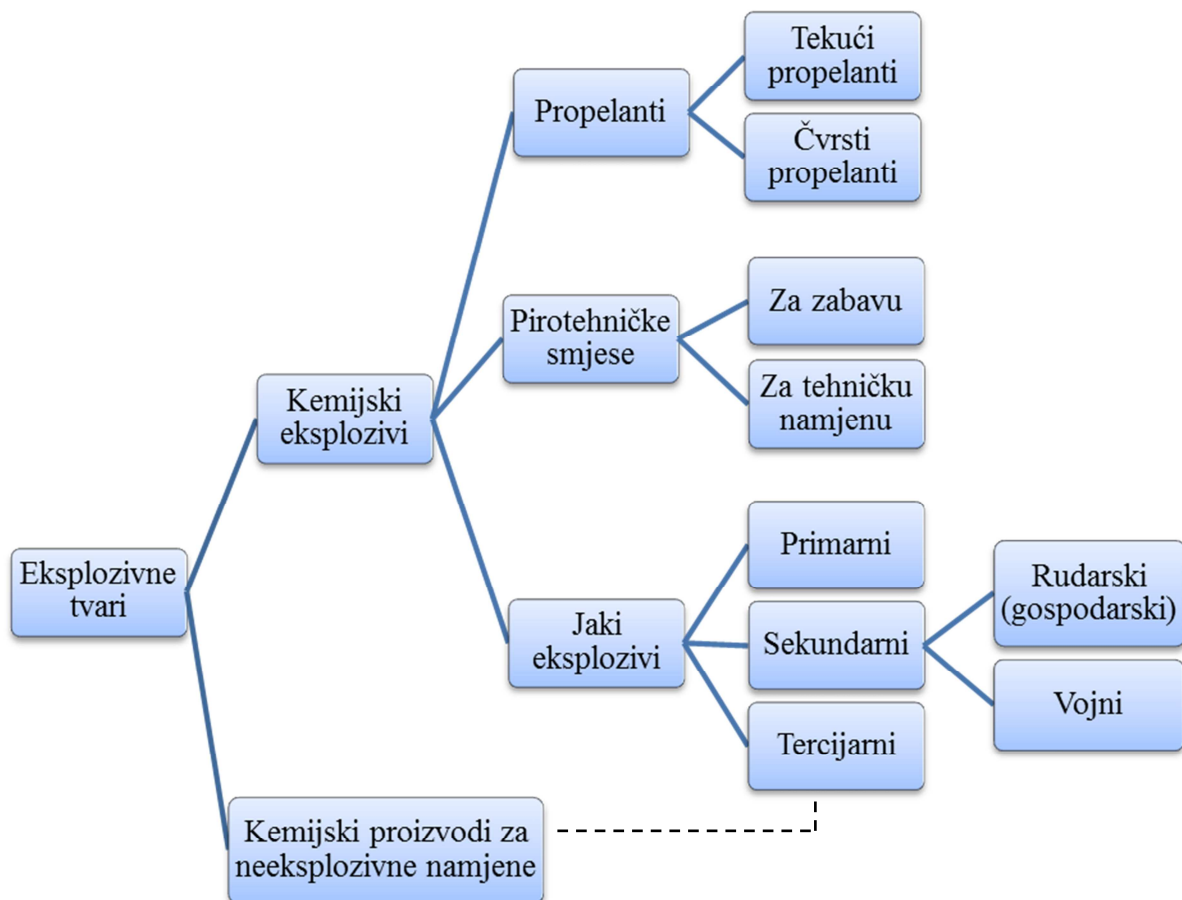 Tekući
propelanti
Propelanti
Čvrsti
propelanti
Za zabavu
Pirotehničke
smjese
Za tehničku
namjenu
Kemijski
eksplozivi
Primarni
Rudarski
(gospodarski)
Eksplozivne
tvari
Jaki
eksplozivi
Sekundarni
Vojni
Tercijarni
Kemijski proizvodi za
neeksplozivne namjene